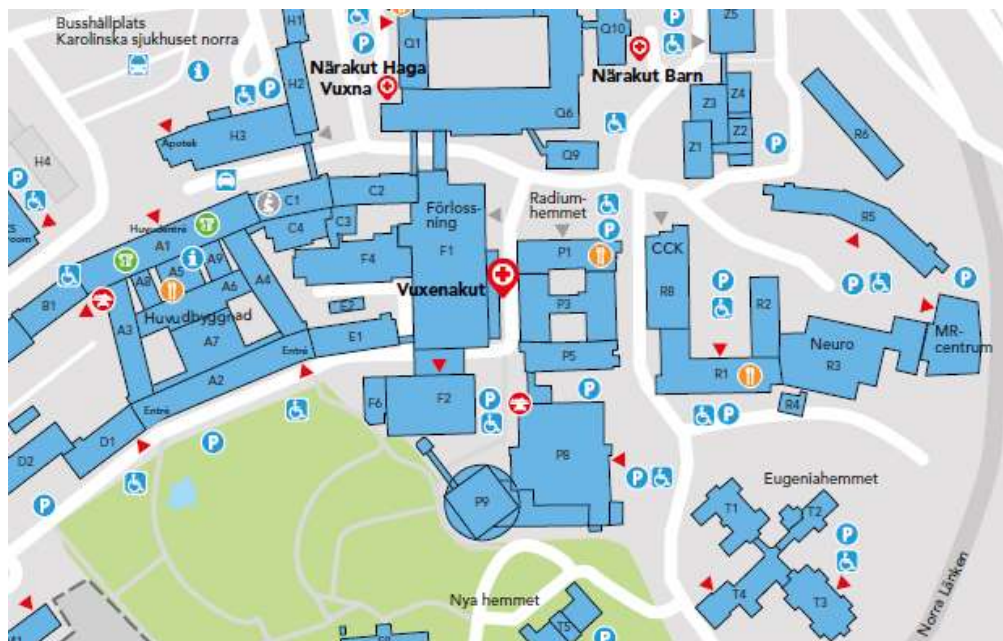 Busshållplats
Karolinska sjukhuset norra
H1
Q1
Q10
Z5
Närakut Haga
Vuxna
Närakut Barn
H2
H3
Apotek
H4
Q6
Q9
Z3
Z4
Z2
Z1
R6
P
i
C1
C2
C3
C4
Förloss-
ning
F1
F4
Radium-
hemmet
P1
P3
P5
CCK
R8
R2
R5
Huvudentré
A1
A5
A8
A9
A6
A4
A3
A7
A2
Huvudbyggnad
B1
E2
E1
Entré
Entré
Vuxenakut
Neuro
R3
MR-
centrum
R1
R4
F6
F2
D1
D2
P8
P9
Eugeniahemmet
T1
T2
T4
T3
Nya hemmet
T5
Norra Länken